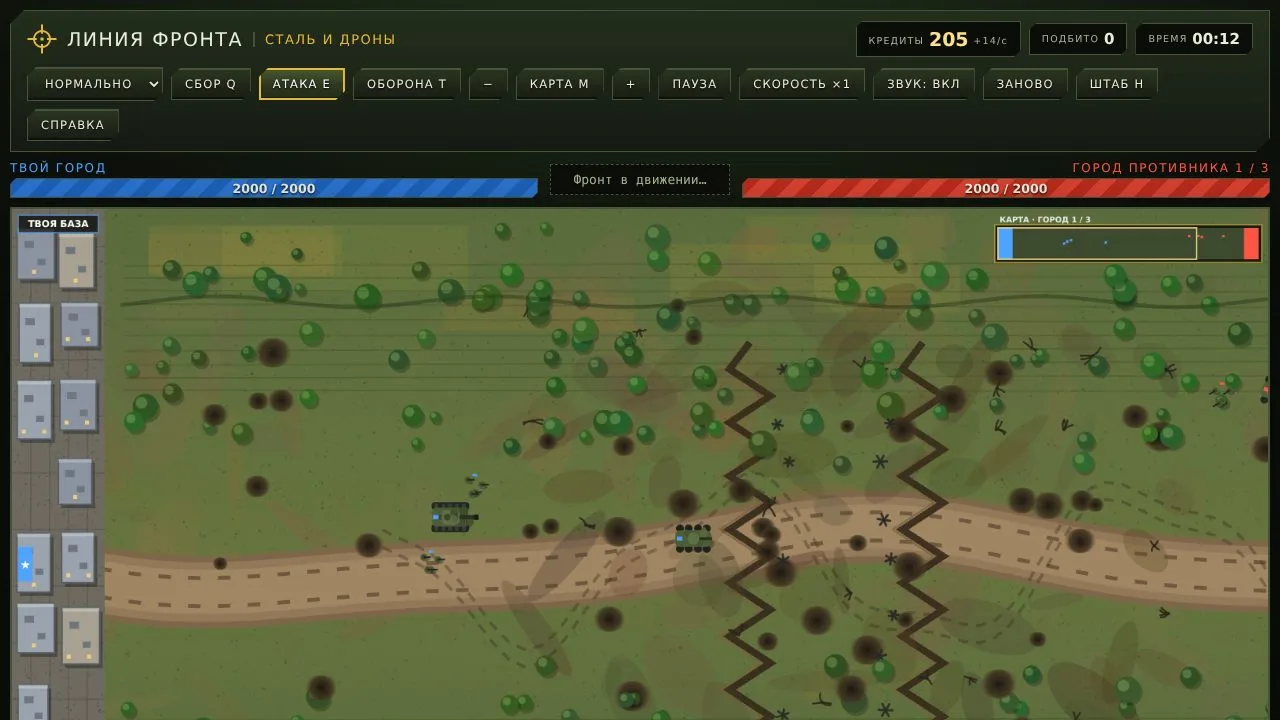 ЛИНИЯ ФРОНТА | СТАЛЬ И ДРОНЫ
КРЕДИТЫ 205 +14/с
ПОДБИТО 0
ВРЕМЯ 00:12
НОРМАЛЬНО
СБОР Q
АТАКА E
ОБОРОНА T
−
КАРТА M
+
ПАУЗА
СКОРОСТЬ ×1
ЗВУК: ВКЛ
ЗАНОВО
ШТАБ H
СПРАВКА
ТВОЙ ГОРОД
2000 / 2000
Фронт в движении…
ГОРОД ПРОТИВНИКА 1 / 3
2000 / 2000
ТВОЯ БАЗА
КАРТА · ГОРОД 1 / 3